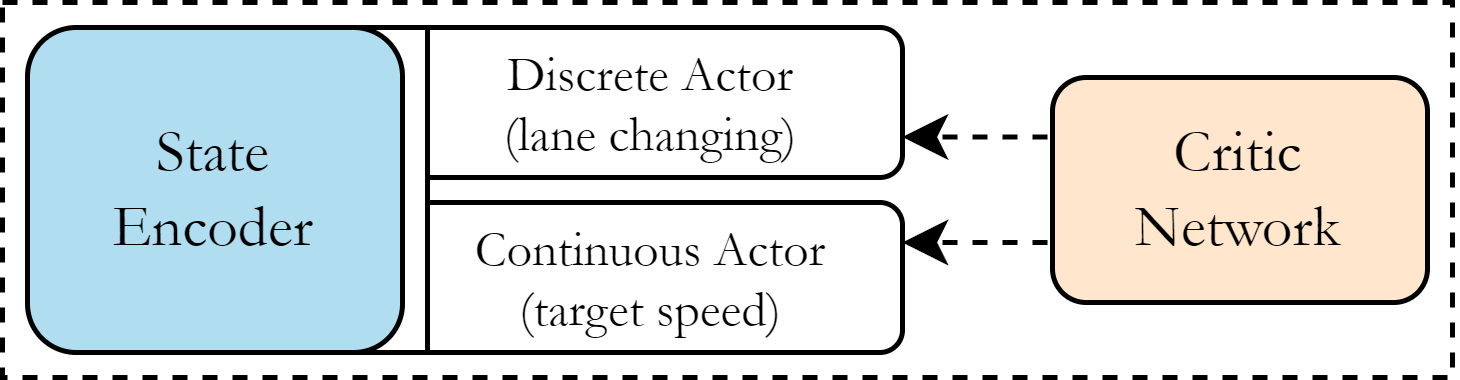 State
Encoder
Discrete Actor
(lane changing)
Continuous Actor
(target speed)
Critic
Network